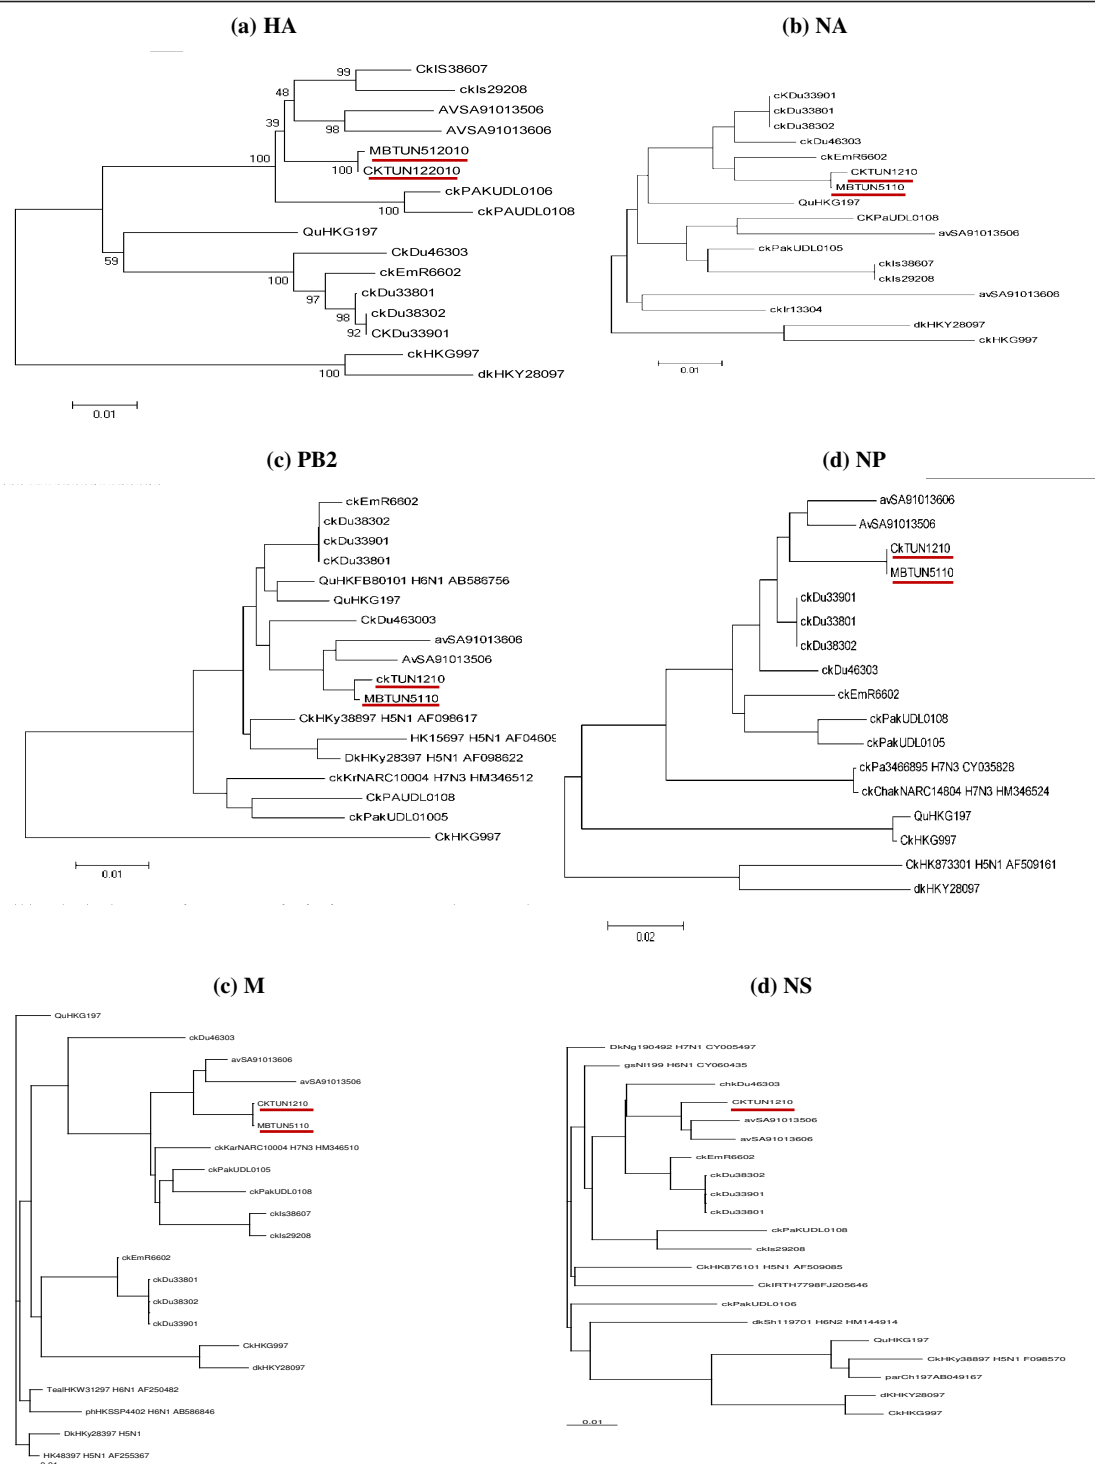 (a) HA
CkIS38607
ckIs29208
AVSA91013506
AVSA91013606
MBTUN512010
CKTUN122010
ckPAKUDL0106
ckPAUDL0108
QuHKG197
CkDu46303
ckEmR6602
ckDu33801
ckDu38302
CKDu33901
ckHKG997
dkHKY28097
99
48
98
39
100
100
100
59
100
97
98
92
100
0.01
(b) NA
cKDu33901
ckDu33801
ckDu38302
ckDu46303
ckEmR6602
CKTUN1210
MBTUN5110
QuHKG197
CKPaUDL0108
avSA91013506
ckPakUDL0105
ckIs38607
ckIs29208
avSA91013606
ckIr13304
dkHKY28097
ckHKG997
0.01
(c) PB2
ckEmR6602
ckDu38302
ckDu33901
cKDu33801
QuHKFB80101 H6N1 AB586756
QuHKG197
CkDu463003
avSA91013606
AvSA91013506
ckTUN1210
MBTUN5110
CkHKy38897 H5N1 AF098617
HK15697 H5N1 AF04609
DkHKy28397 H5N1 AF098622
ckKrNARC10004 H7N3 HM346512
CkPAUDL0108
ckPakUDL01005
CkHKG997
0.01
(d) NP
avSA91013606
AvSA91013506
CkTUN1210
MBTUN5110
ckDu33901
ckDu33801
ckDu38302
ckDu46303
ckEmR6602
ckPakUDL0108
ckPakUDL0105
ckPa3466895 H7N3 CY035828
ckChakNARC14804 H7N3 HM346524
QuHKG197
CkHKG997
CkHK873301 H5N1 AF509161
dkHKY28097
0.02
(c) M
QuHKG197
ckDu46303
avSA91013606
avSA91013506
CKTUN1210
MBTUN5110
ckKarNARC10004 H7N3 HM346510
ckPakUDL0105
ckPakUDL0108
ckIs38607
ckIs29208
ckEmR6602
ckDu33801
ckDu38302
ckDu33901
CkHKG997
dkHKY28097
TealHKW31297 H6N1 AF250482
phHKSSP4402 H6N1 AB586846
DkHKy28397 H5N1
HK48397 H5N1 AF255367
(d) NS
DkNg190492 H7N1 CY005497
gsNl199 H6N1 CY060435
chkDu46303
CKTUN1210
avSA91013506
avSA91013606
ckEmR6602
ckDu38302
ckDu33901
ckDu33801
ckPaKUDL0108
ckIs29208
CkHK876101 H5N1 AF509085
CkIRTH7798FJ205646
ckPakUDL0106
dkSh119701 H6N2 HM144914
QuHKG197
CkHKy38897 H5N1 F098570
parCh197AB049167
dKHKY28097
CkHKG997
0.01